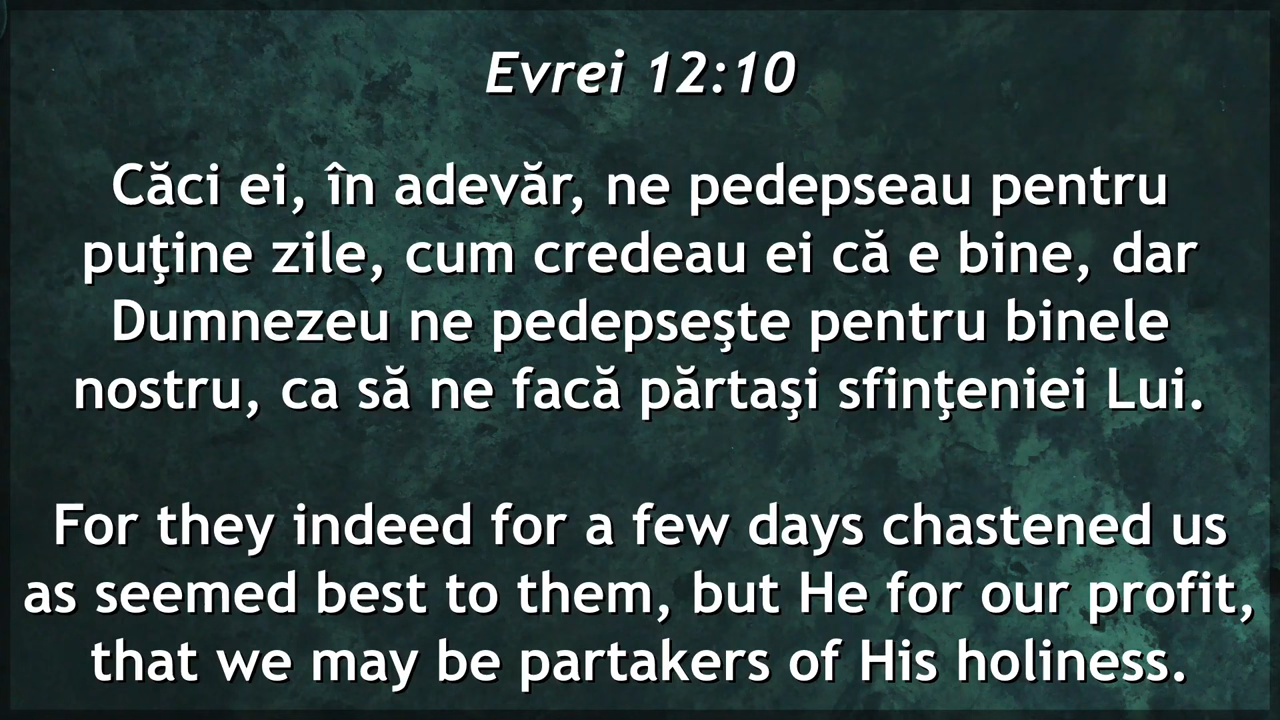 Evrei 12:10
Căci ei, în adevăr, ne pedepseau pentru
puţine zile, cum credeau ei că e bine, dar
Dumnezeu ne pedepseşte pentru binele
nostru, ca să ne facă părtaşi sfinţeniei Lui.
For they indeed for a few days chastened us
as seemed best to them, but He for our profit,
that we may be partakers of His holiness.